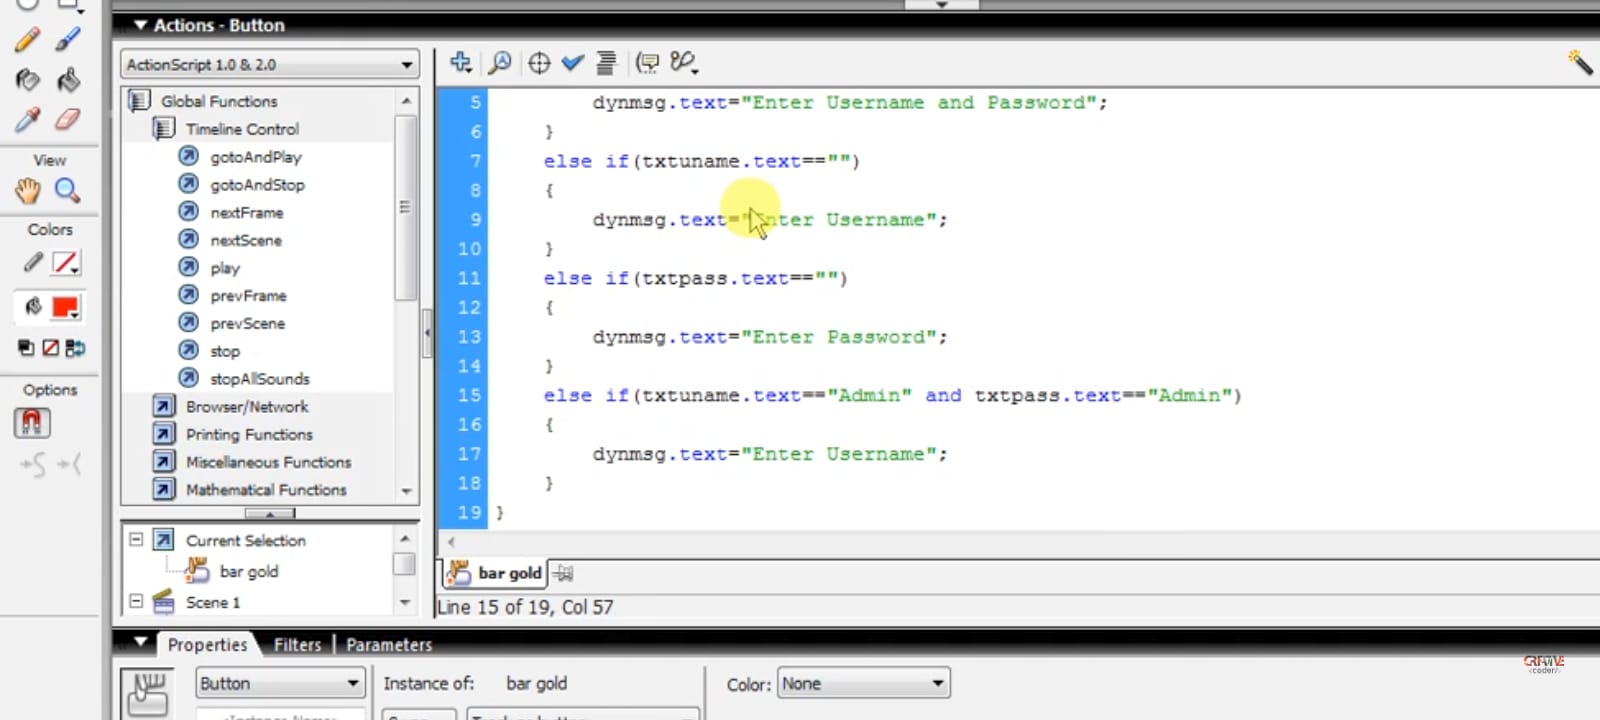 Actions - Button
ActionScript 1.0 & 2.0
Global Functions
Timeline Control
gotoAndPlay
gotoAndStop
nextFrame
nextScene
play
prevFrame
prevScene
stop
stopAllSounds
Browser/Network
Printing Functions
Miscellaneous Functions
Mathematical Functions
Current Selection
bar gold
Scene 1
View
Colors
Options
5 dynmsg.text="Enter Username and Password";
6 }
7 else if(txtuname.text=="")
8 {
9 dynmsg.text="Enter Username";
10 }
11 else if(txtpass.text=="")
12 {
13 dynmsg.text="Enter Password";
14 }
15 else if(txtuname.text=="Admin" and txtpass.text=="Admin")
16 {
17 dynmsg.text="Enter Username";
18 }
19 }
bar gold
Line 15 of 19, Col 57
Properties Filters Parameters
Button Instance of: bar gold Color: None
CREATIVE
coder/>